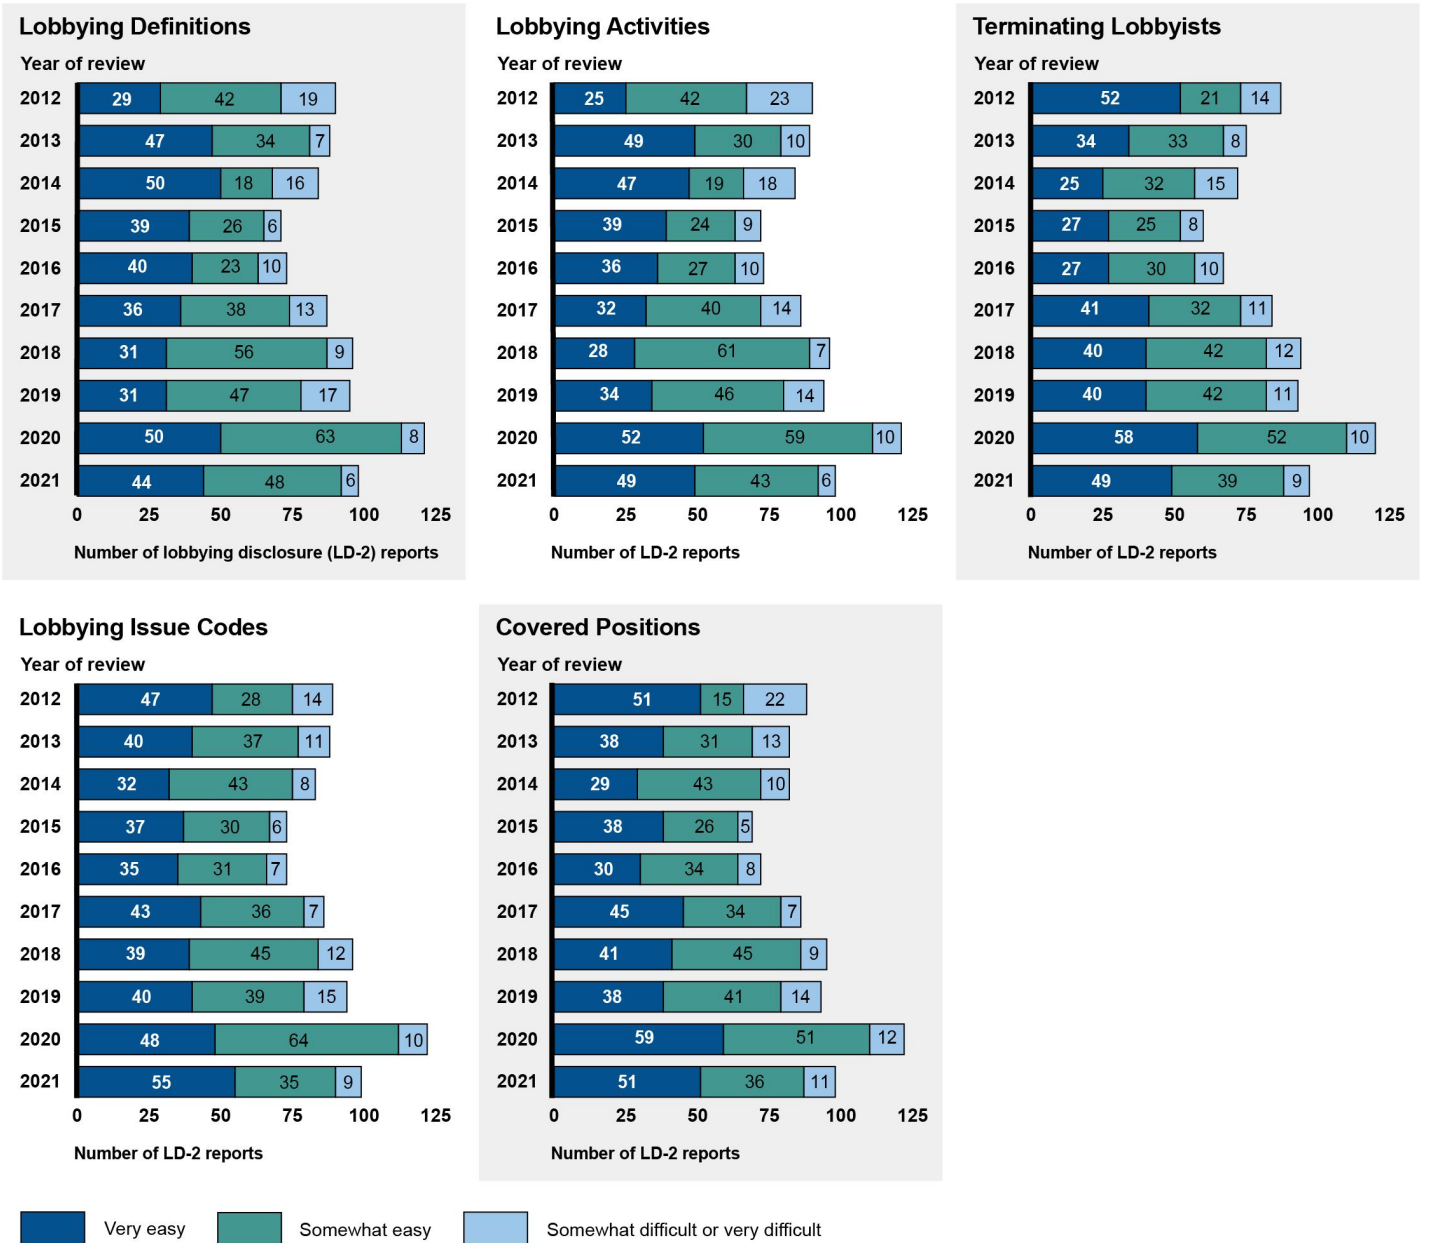 Lobbying Definitions
Year of review
2012 29 42 19
2013 47 34 7
2014 50 18 16
2015 39 26 6
2016 40 23 10
2017 36 38 13
2018 31 56 9
2019 31 47 17
2020 50 63 8
2021 44 48 6
0 25 50 75 100 125
Number of lobbying disclosure (LD-2) reports
Lobbying Activities
Year of review
2012 25 42 23
2013 49 30 10
2014 47 19 18
2015 39 24 9
2016 36 27 10
2017 32 40 14
2018 28 61 7
2019 34 46 14
2020 52 59 10
2021 49 43 6
0 25 50 75 100 125
Number of LD-2 reports
Terminating Lobbyists
Year of review
2012 52 21 14
2013 34 33 8
2014 25 32 15
2015 27 25 8
2016 27 30 10
2017 41 32 11
2018 40 42 12
2019 40 42 11
2020 58 52 10
2021 49 39 9
0 25 50 75 100 125
Number of LD-2 reports
Lobbying Issue Codes
Year of review
2012 47 28 14
2013 40 37 11
2014 32 43 8
2015 37 30 6
2016 35 31 7
2017 43 36 7
2018 39 45 12
2019 40 39 15
2020 48 64 10
2021 55 35 9
0 25 50 75 100 125
Number of LD-2 reports
Covered Positions
Year of review
2012 51 15 22
2013 38 31 13
2014 29 43 10
2015 38 26 5
2016 30 34 8
2017 45 34 7
2018 41 45 9
2019 38 41 14
2020 59 51 12
2021 51 36 11
0 25 50 75 100 125
Number of LD-2 reports
Very easy Somewhat easy Somewhat difficult or very difficult